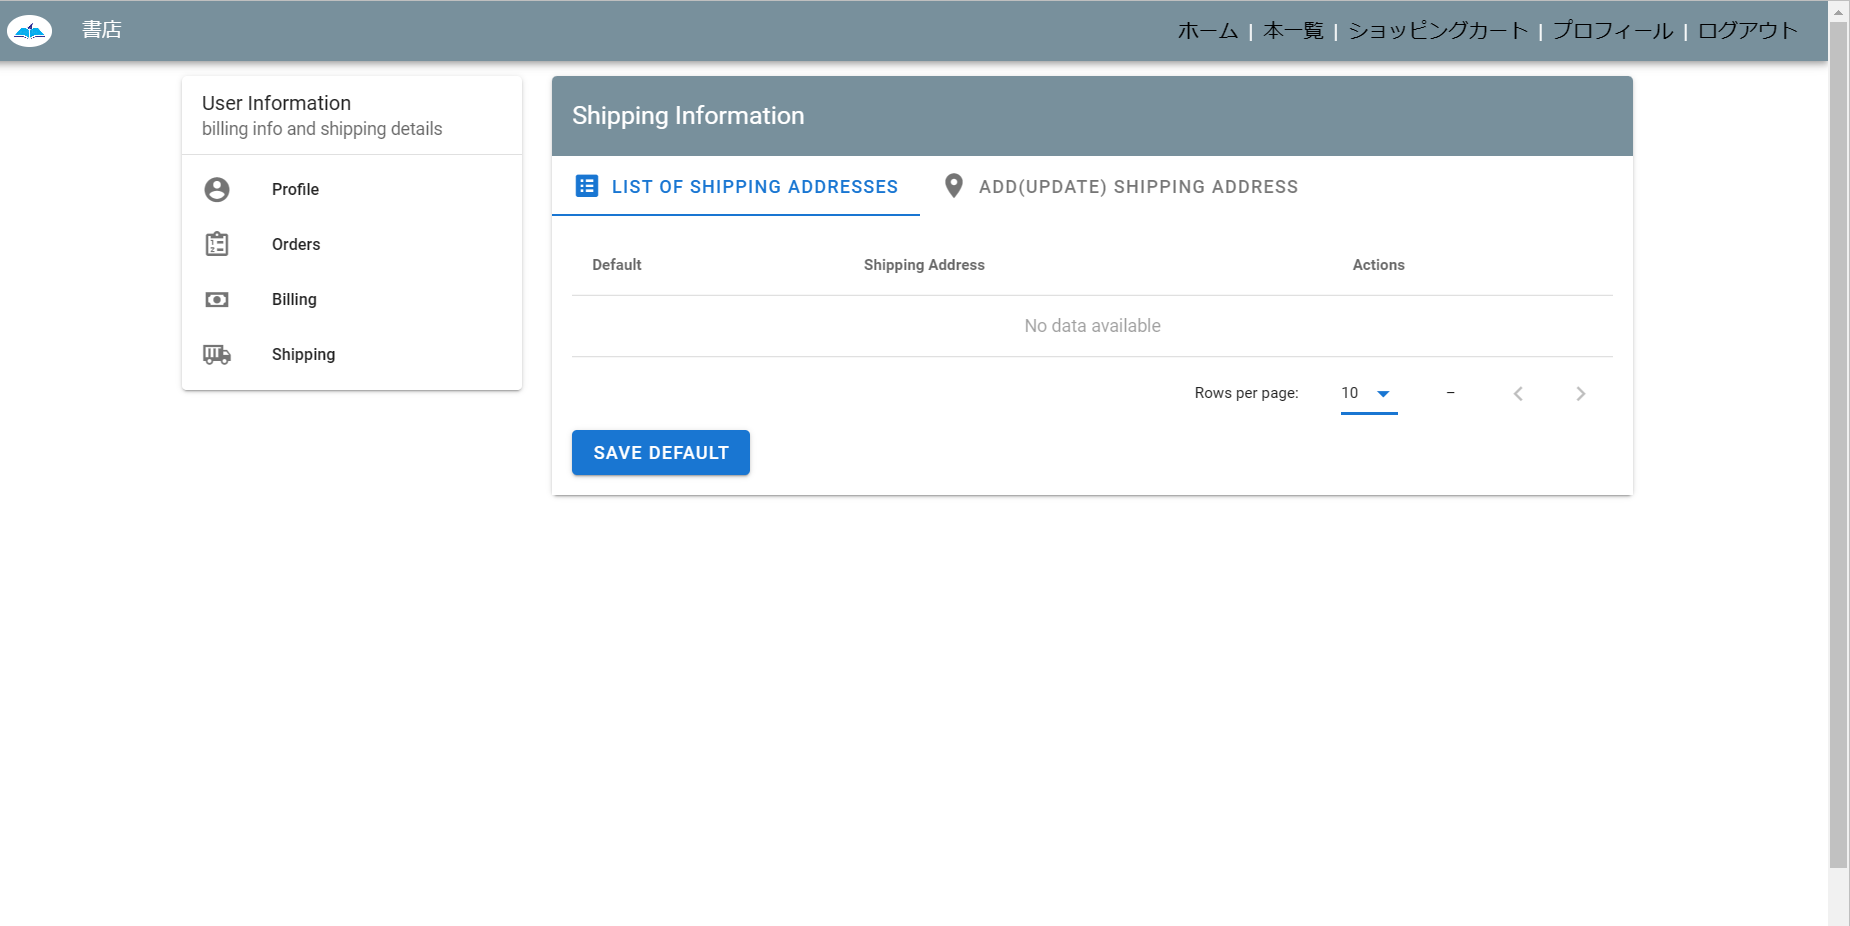 書店
ホーム | 本一覧 | ショッピングカート | プロフィール | ログアウト
User Information
billing info and shipping details
Profile
Orders
Billing
Shipping
Shipping Information
LIST OF SHIPPING ADDRESSES
ADD(UPDATE) SHIPPING ADDRESS
Default Shipping Address Actions
No data available
Rows per page: 10 –
SAVE DEFAULT